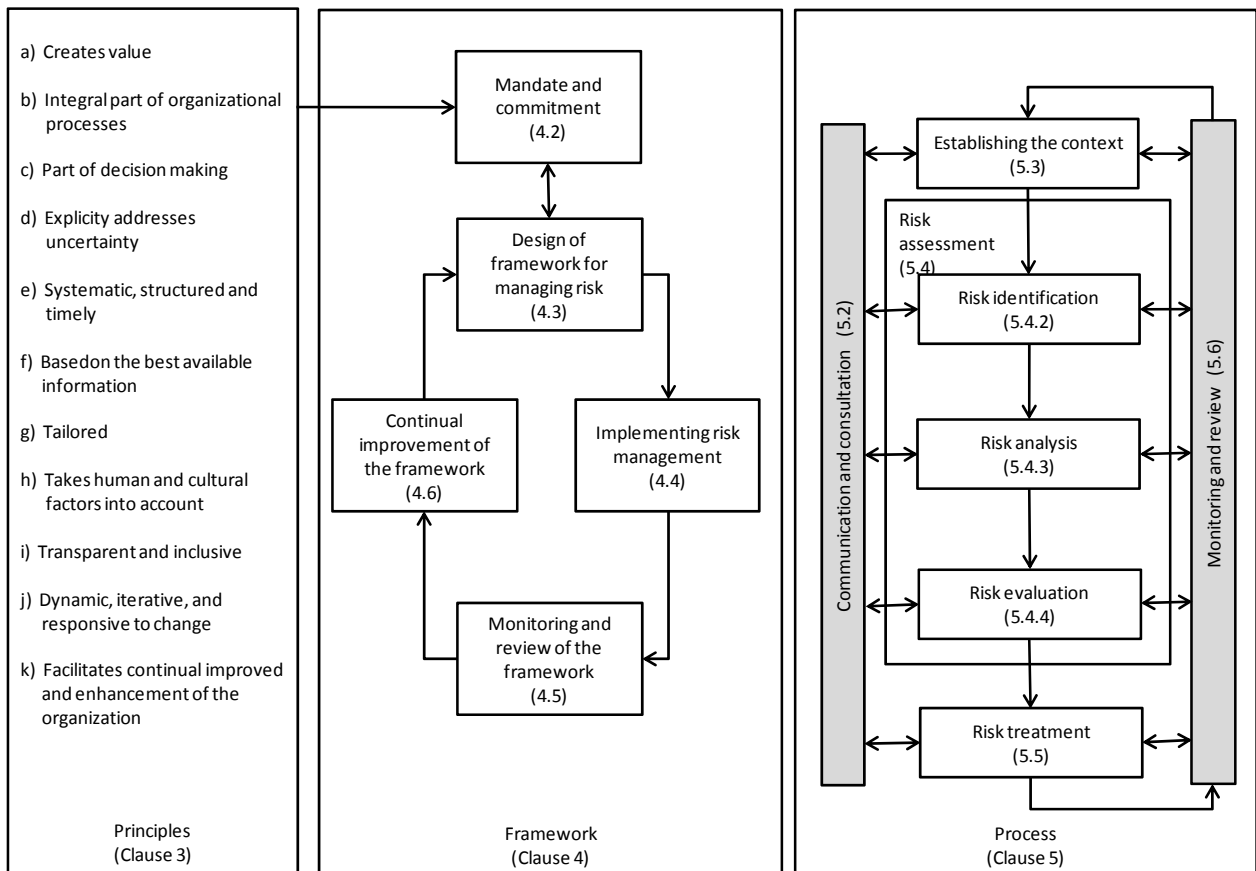 a) Creates value
b) Integral part of organizational
processes
c) Part of decision making
d) Explicity addresses
uncertainty
e) Systematic, structured and
timely
f) Basedon the best available
information
g) Tailored
h) Takes human and cultural
factors into account
i) Transparent and inclusive
j) Dynamic, iterative, and
responsive to change
k) Facilitates continual improved
and enhancement of the
organization
Principles
(Clause 3)
Mandate and
commitment
(4.2)
Design of
framework for
managing risk
(4.3)
Continual
improvement of
the framework
(4.6)
Implementing risk
management
(4.4)
Monitoring and
review of the
framework
(4.5)
Framework
(Clause 4)
Communication and consultation (5.2)
Establishing the context
(5.3)
Risk
assessment
(5.4)
Risk identification
(5.4.2)
Risk analysis
(5.4.3)
Risk evaluation
(5.4.4)
Risk treatment
(5.5)
Monitoring and review (5.6)
Process
(Clause 5)